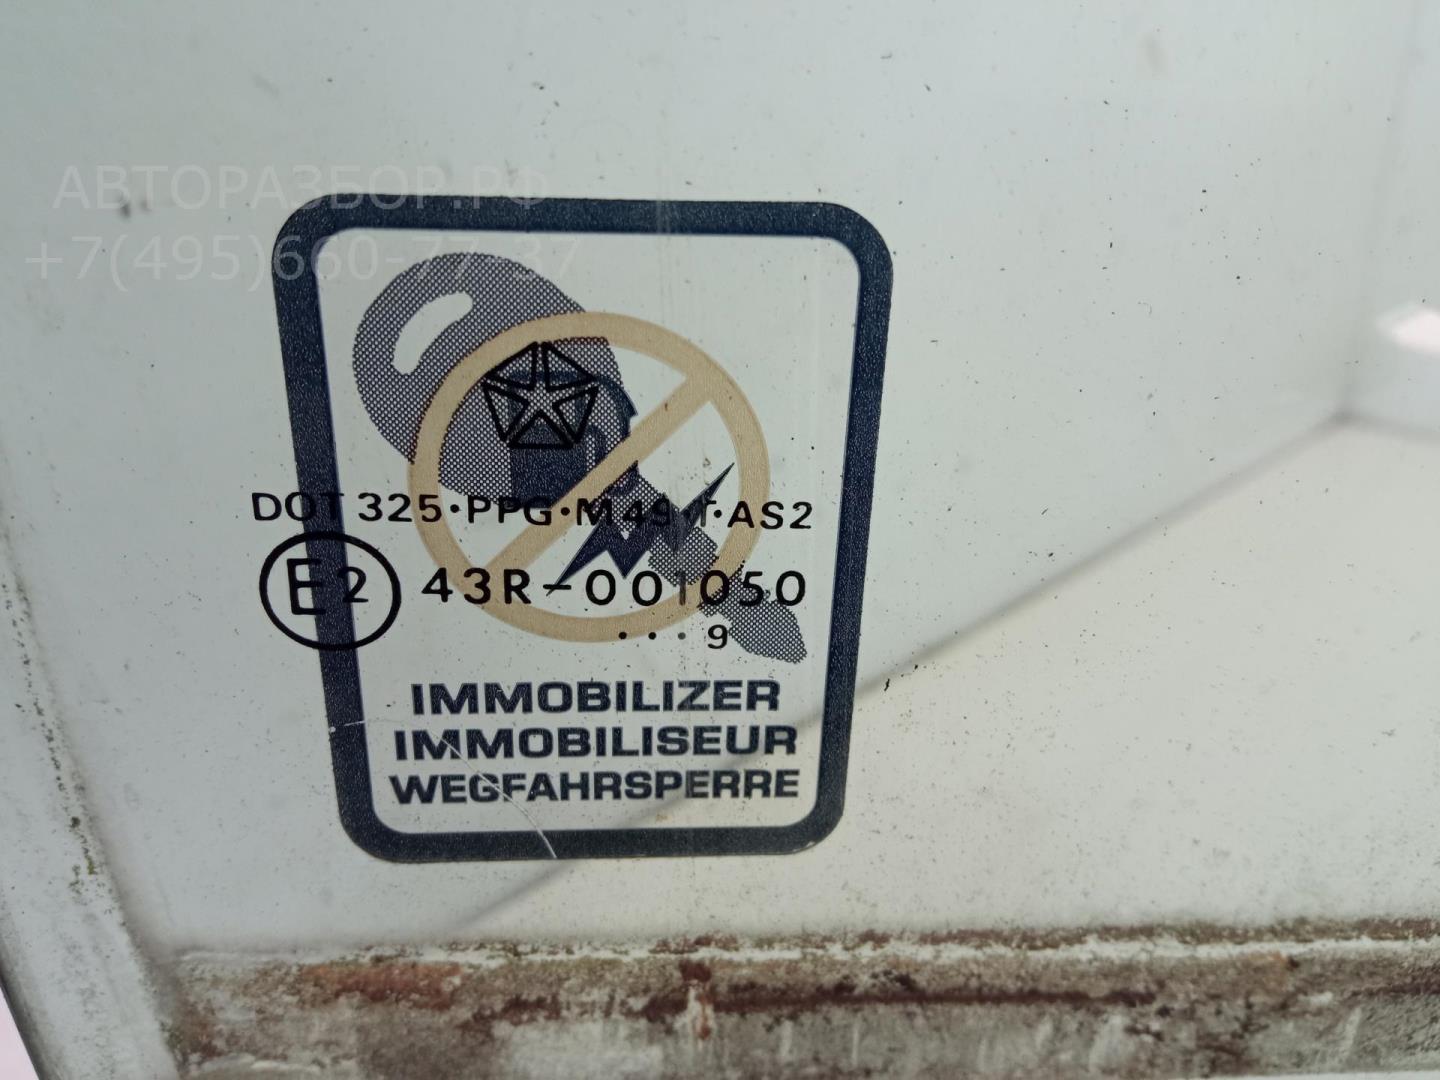 АВТОРАЗБОР.РФ
+7(495)660-77-37
DOT 325·PPG·M49 ·AS2
E2 43R-001050
...9
IMMOBILIZER
IMMOBILISEUR
WEGFAHRSPERRE